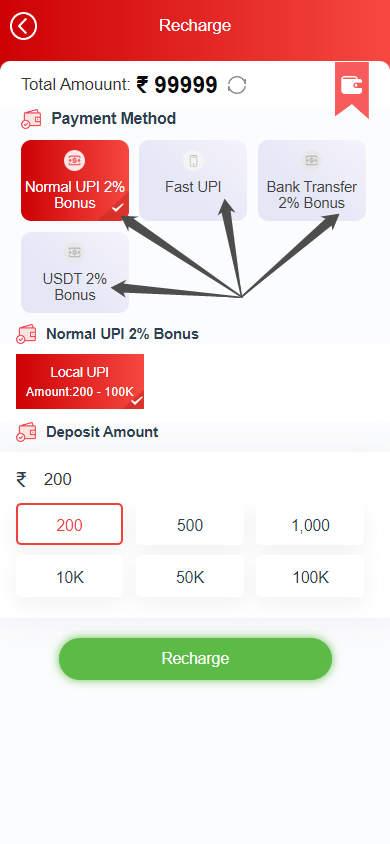 Recharge
Total Amount: ₹ 99999
Payment Method
Normal UPI 2%
Bonus
Fast UPI
Bank Transfer
2% Bonus
USDT 2%
Bonus
Normal UPI 2% Bonus
Local UPI
Amount:200 - 100K
Deposit Amount
₹ 200
200 500 1,000
10K 50K 100K
Recharge